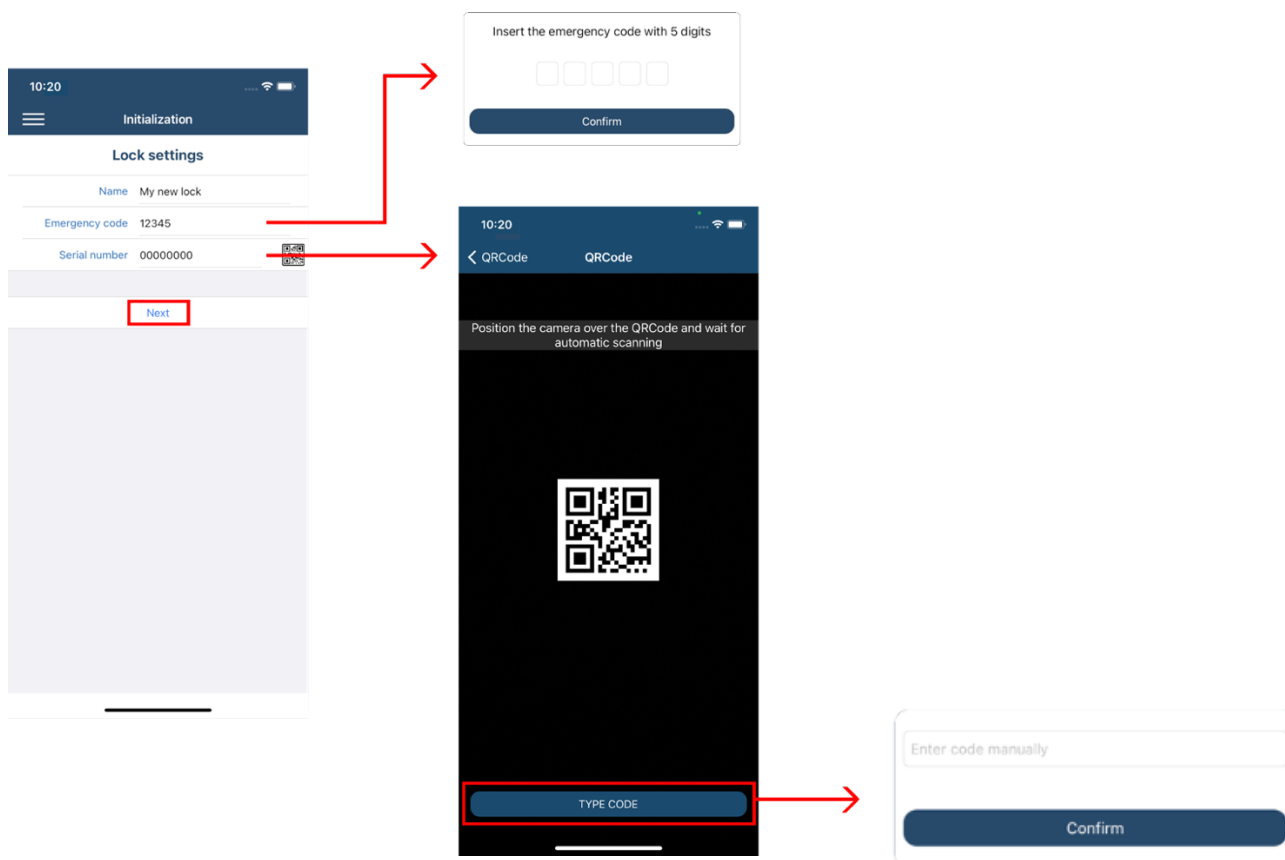 10:20
Initialization
Lock settings
Name My new lock
Emergency code 12345
Serial number 00000000
Next
Insert the emergency code with 5 digits
Confirm
10:20
QRCode QRCode
Position the camera over the QRCode and wait for
automatic scanning
TYPE CODE
Enter code manually
Confirm